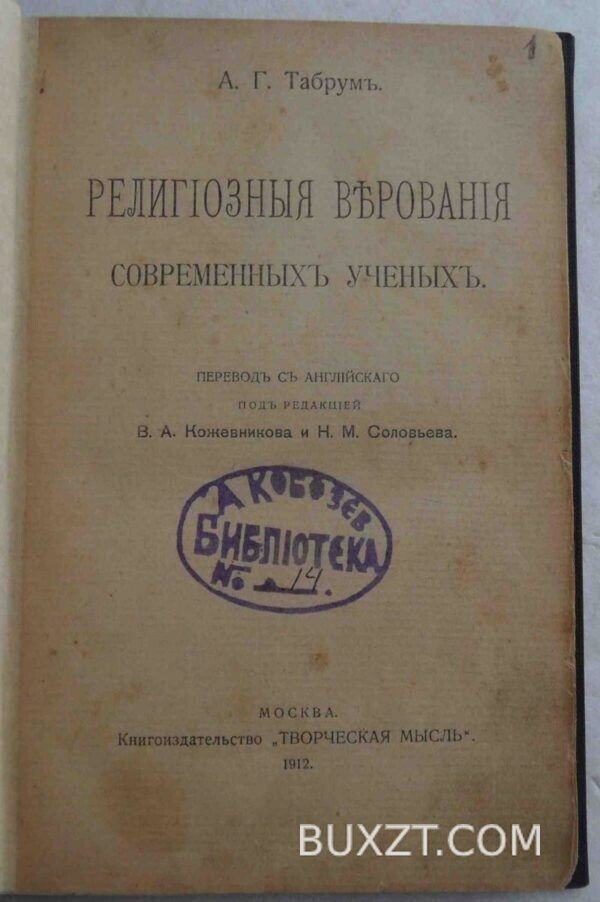 1
А. Г. Табрумъ.
РЕЛИГІОЗНЫЯ ВѢРОВАНІЯ
СОВРЕМЕННЫХЪ УЧЕНЫХЪ.
ПЕРЕВОДЪ СЪ АНГЛІЙСКАГО
ПОДЪ РЕДАКЦІЕЙ
В. А. Кожевникова и Н. М. Соловьева.
А КОБОЗЕВ
БИБЛІОТЕКА
№ 14.
МОСКВА.
Книгоиздательство „ТВОРЧЕСКАЯ МЫСЛЬ“.
1912.
BUXZT.COM